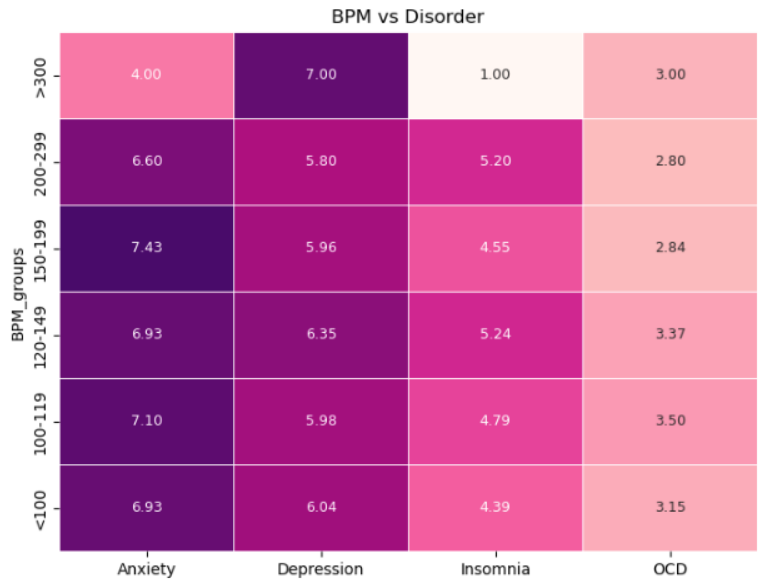 BPM vs Disorder
BPM_groups
>300 4.00 7.00 1.00 3.00
200-299 6.60 5.80 5.20 2.80
150-199 7.43 5.96 4.55 2.84
120-149 6.93 6.35 5.24 3.37
100-119 7.10 5.98 4.79 3.50
<100 6.93 6.04 4.39 3.15
Anxiety Depression Insomnia OCD